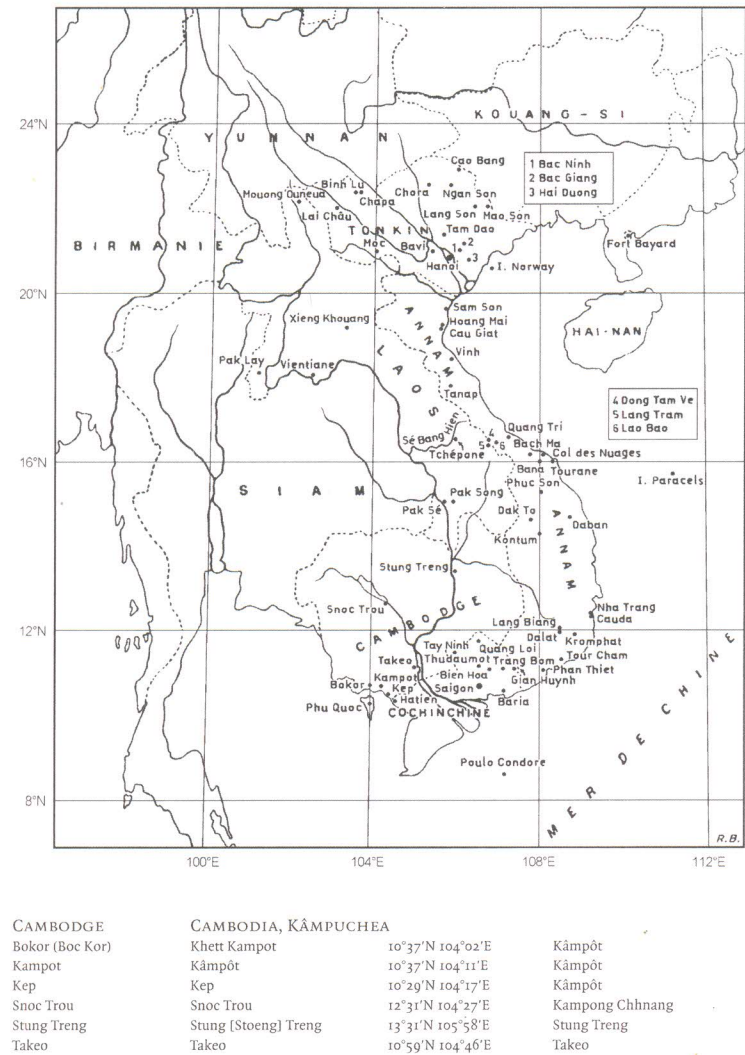 KOUANG-SI
24°N
YUNNAN
Cao Bang
1 Bac Ninh
2 Bac Giang
3 Hai Duong
Binh Lu
Mouong Ouneua
Chapa
Chora
Ngan Son
Lai Châu
Lang Son
Mao Son
TONKIN
Tam Dao
BIRMANIE
Moc
Bavi
1
2
3
Hanoi
Fort Bayard
I. Norway
20°N
Sam Son
Xieng Khouang
ANNAM
Hoang Mai
Cau Giat
HAI-NAN
LAOS
Pak Lay
Vientiane
Vinh
Tanap
4 Dong Tam Ve
5 Lang Tram
6 Lao Bao
Quang Tri
Sé Bang Hien
4
5
6
Bach Ma
Tchépone
Col des Nuages
16°N
Bana
Tourane
Phuc Son
I. Paracels
SIAM
Pak Song
Pak Sé
Dak To
Daban
Kontum
ANNAM
Stung Treng
Snoc Trou
Nha Trang
Cauda
CAMBODGE
Lang Biang
12°N
Dalat
Kromphat
Tay Ninh
Quang Loi
Tour Cham
Takeo
Thudaumot
Trang Bom
Phan Thiet
Kampot
Bien Hoa
Gian Huynh
Bokor
Kep
Saigon
Hatien
Baria
Phu Quoc
COCHINCHINE
MER DE CHINE
Poulo Condore
8°N
R.B.
100°E 104°E 108°E 112°E
CAMBODGE CAMBODIA, KÂMPUCHEA
Bokor (Boc Kor) Khett Kampot 10°37'N 104°02'E Kâmpôt
Kampot Kâmpôt 10°37'N 104°11'E Kâmpôt
Kep Kep 10°29'N 104°17'E Kâmpôt
Snoc Trou Snoc Trou 12°31'N 104°27'E Kampong Chhnang
Stung Treng Stung [Stoeng] Treng 13°31'N 105°58'E Stung Treng
Takeo Takeo 10°59'N 104°46'E Takeo